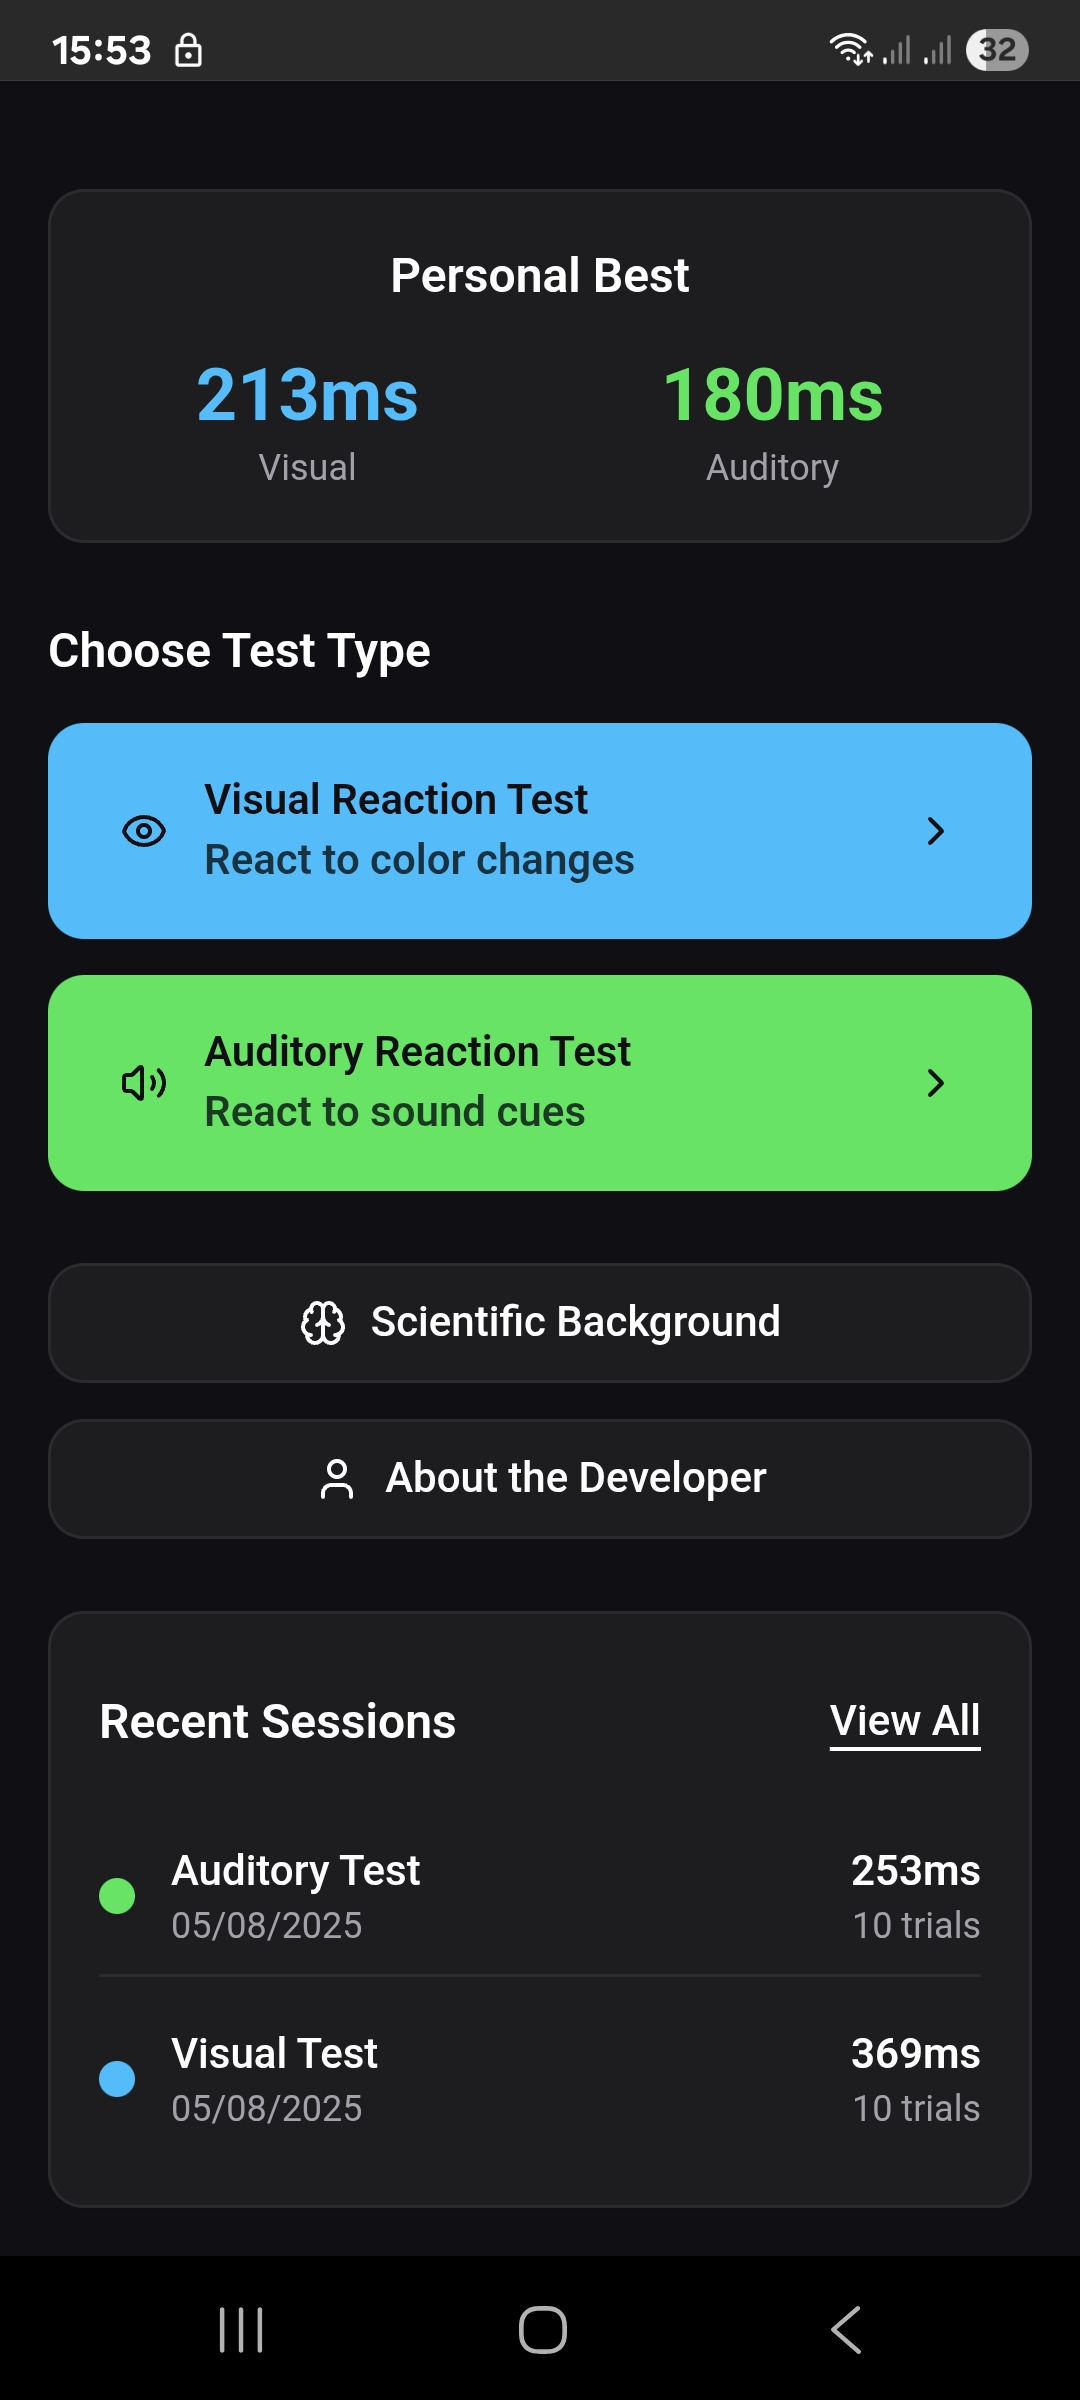 15:53
32
Personal Best
213ms 180ms
Visual Auditory
Choose Test Type
Visual Reaction Test
React to color changes
Auditory Reaction Test
React to sound cues
Scientific Background
About the Developer
Recent Sessions View All
Auditory Test 253ms
05/08/2025 10 trials
Visual Test 369ms
05/08/2025 10 trials